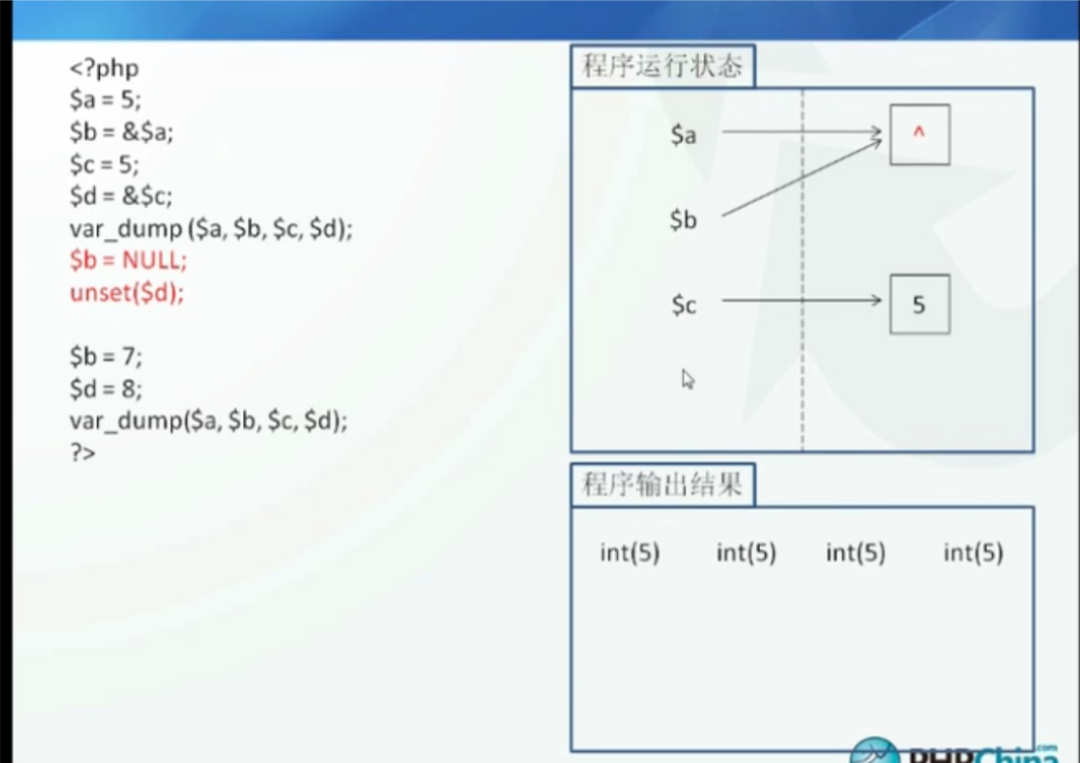 <?php
$a = 5;
$b = &$a;
$c = 5;
$d = &$c;
var_dump ($a, $b, $c, $d);
$b = NULL;
unset($d);
$b = 7;
$d = 8;
var_dump($a, $b, $c, $d);
?>
程序运行状态
$a ^
$b
$c 5
程序输出结果
int(5) int(5) int(5) int(5)
PHPChina.com